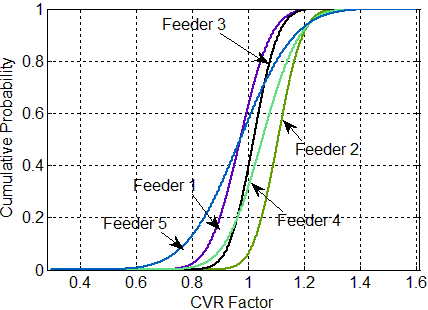 Cumulative Probability
1
0.8
0.6
0.4
0.2
0
Feeder 3
Feeder 2
Feeder 1
Feeder 4
Feeder 5
0.4 0.6 0.8 1 1.2 1.4 1.6
CVR Factor